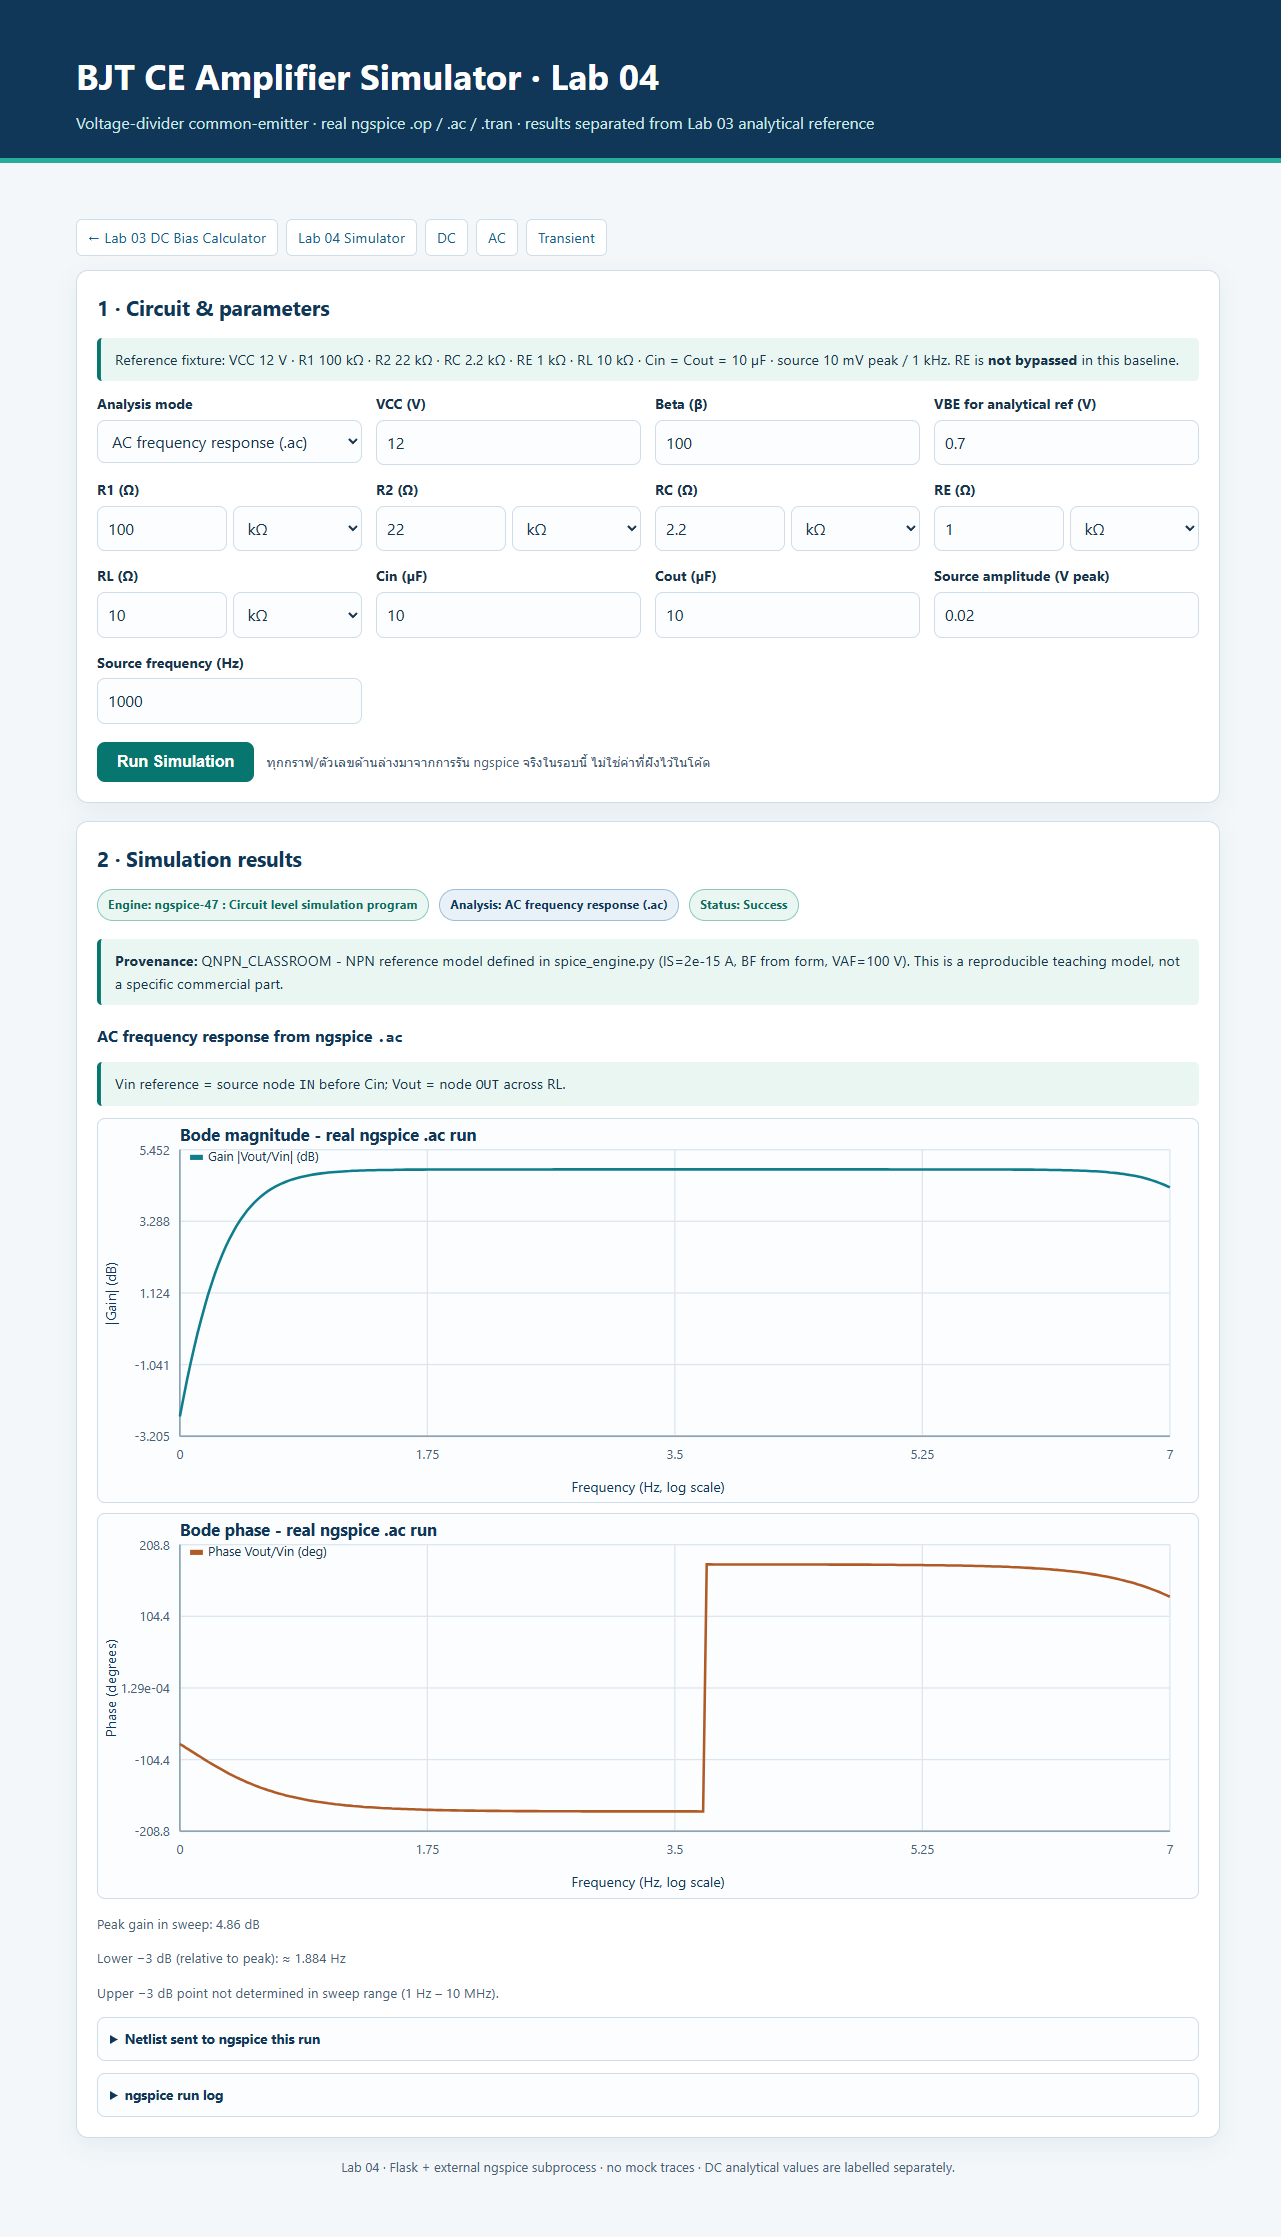 BJT CE Amplifier Simulator · Lab 04
Voltage-divider common-emitter · real ngspice .op / .ac / .tran · results separated from Lab 03 analytical reference
← Lab 03 DC Bias Calculator
Lab 04 Simulator
DC
AC
Transient
1 · Circuit & parameters
Reference fixture: VCC 12 V · R1 100 kΩ · R2 22 kΩ · RC 2.2 kΩ · RE 1 kΩ · RL 10 kΩ · Cin = Cout = 10 µF · source 10 mV peak / 1 kHz. RE is not bypassed in this baseline.
Analysis mode
VCC (V)
Beta (β)
VBE for analytical ref (V)
AC frequency response (.ac)
12
100
0.7
R1 (Ω)
R2 (Ω)
RC (Ω)
RE (Ω)
100
kΩ
22
kΩ
2.2
kΩ
1
kΩ
RL (Ω)
Cin (µF)
Cout (µF)
Source amplitude (V peak)
10
kΩ
10
10
0.02
Source frequency (Hz)
1000
Run Simulation
ทุกกราฟ/ตัวเลขด้านล่างมาจากการรัน ngspice จริงในรอบนี้ ไม่ใช่ค่าที่ฝังไว้ในโค้ด
2 · Simulation results
Engine: ngspice-47 : Circuit level simulation program
Analysis: AC frequency response (.ac)
Status: Success
Provenance: QNPN_CLASSROOM - NPN reference model defined in spice_engine.py (IS=2e-15 A, BF from form, VAF=100 V). This is a reproducible teaching model, not
a specific commercial part.
AC frequency response from ngspice .ac
Vin reference = source node IN before Cin; Vout = node OUT across RL.
Bode magnitude - real ngspice .ac run
Gain |Vout/Vin| (dB)
5.452
3.288
1.124
-1.041
-3.205
|Gain| (dB)
0
1.75
3.5
5.25
7
Frequency (Hz, log scale)
Bode phase - real ngspice .ac run
Phase Vout/Vin (deg)
208.8
104.4
1.29e-04
-104.4
-208.8
Phase (degrees)
0
1.75
3.5
5.25
7
Frequency (Hz, log scale)
Peak gain in sweep: 4.86 dB
Lower −3 dB (relative to peak): ≈ 1.884 Hz
Upper −3 dB point not determined in sweep range (1 Hz – 10 MHz).
▶ Netlist sent to ngspice this run
▶ ngspice run log
Lab 04 · Flask + external ngspice subprocess · no mock traces · DC analytical values are labelled separately.